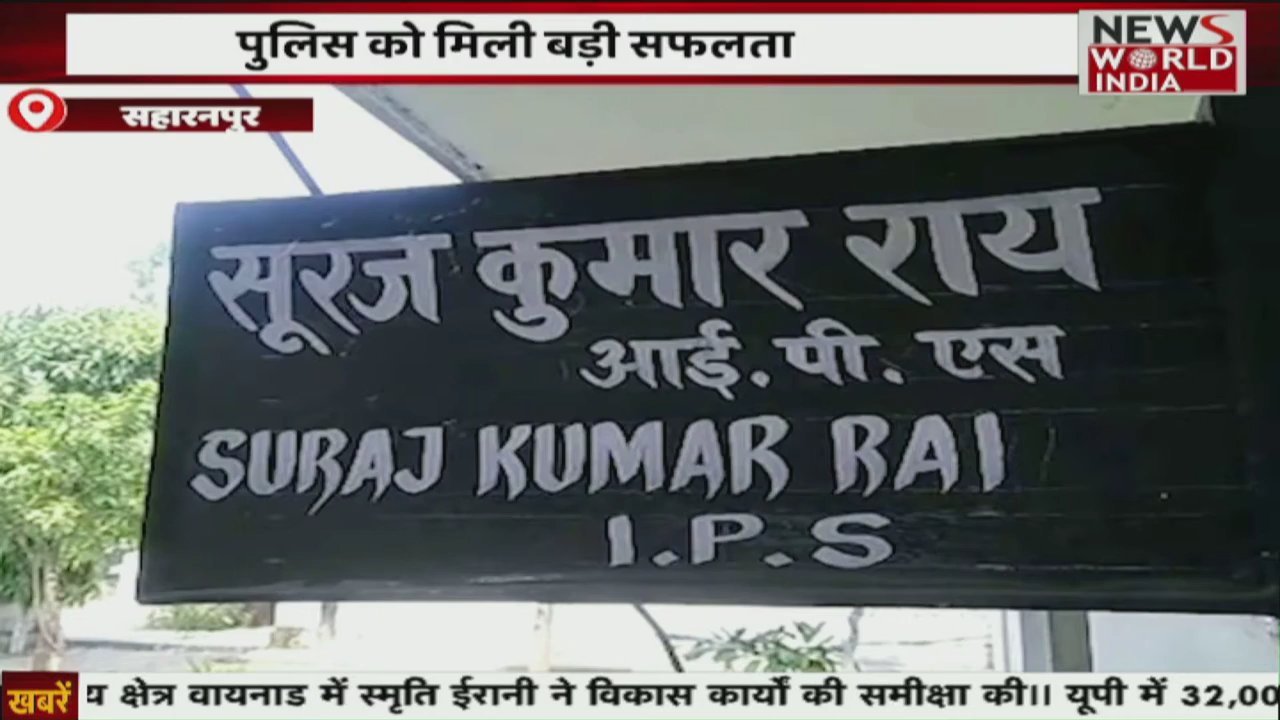 पुलिस को मिली बड़ी सफलता
NEWS
WORLD
INDIA
सहारनपुर
सूरज कुमार राय
आई.पी.एस
SURAJ KUMAR RAI
I.P.S
खबरें
य क्षेत्र वायनाड में स्मृति ईरानी ने विकास कार्यों की समीक्षा की।। यूपी में 32,00